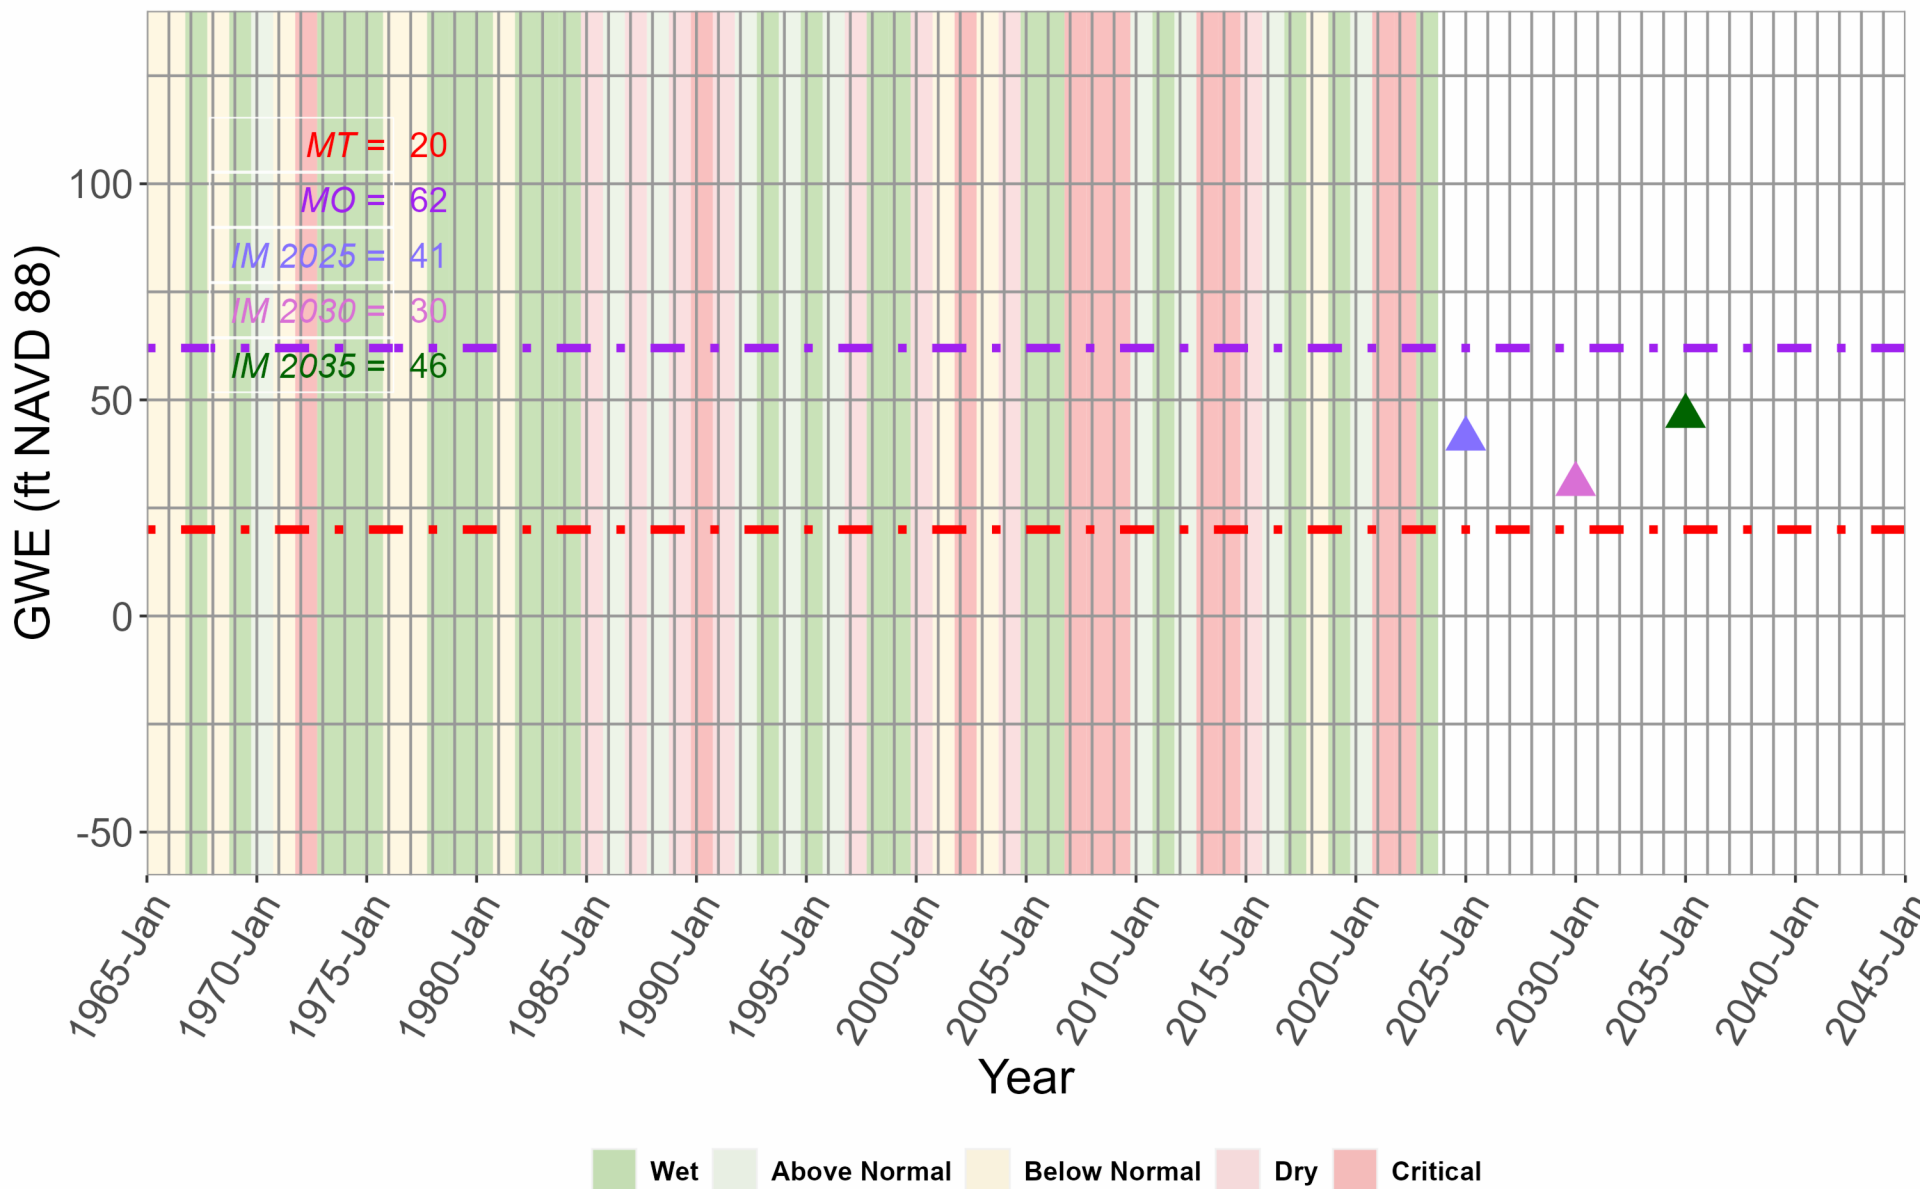 MT = 20
MO = 62
IM 2025 = 41
IM 2030 = 30
IM 2035 = 46
GWE (ft NAVD 88)
100
50
0
-50
1965-Jan
1970-Jan
1975-Jan
1980-Jan
1985-Jan
1990-Jan
1995-Jan
2000-Jan
2005-Jan
2010-Jan
2015-Jan
2020-Jan
2025-Jan
2030-Jan
2035-Jan
2040-Jan
2045-Jan
Year
Wet Above Normal Below Normal Dry Critical